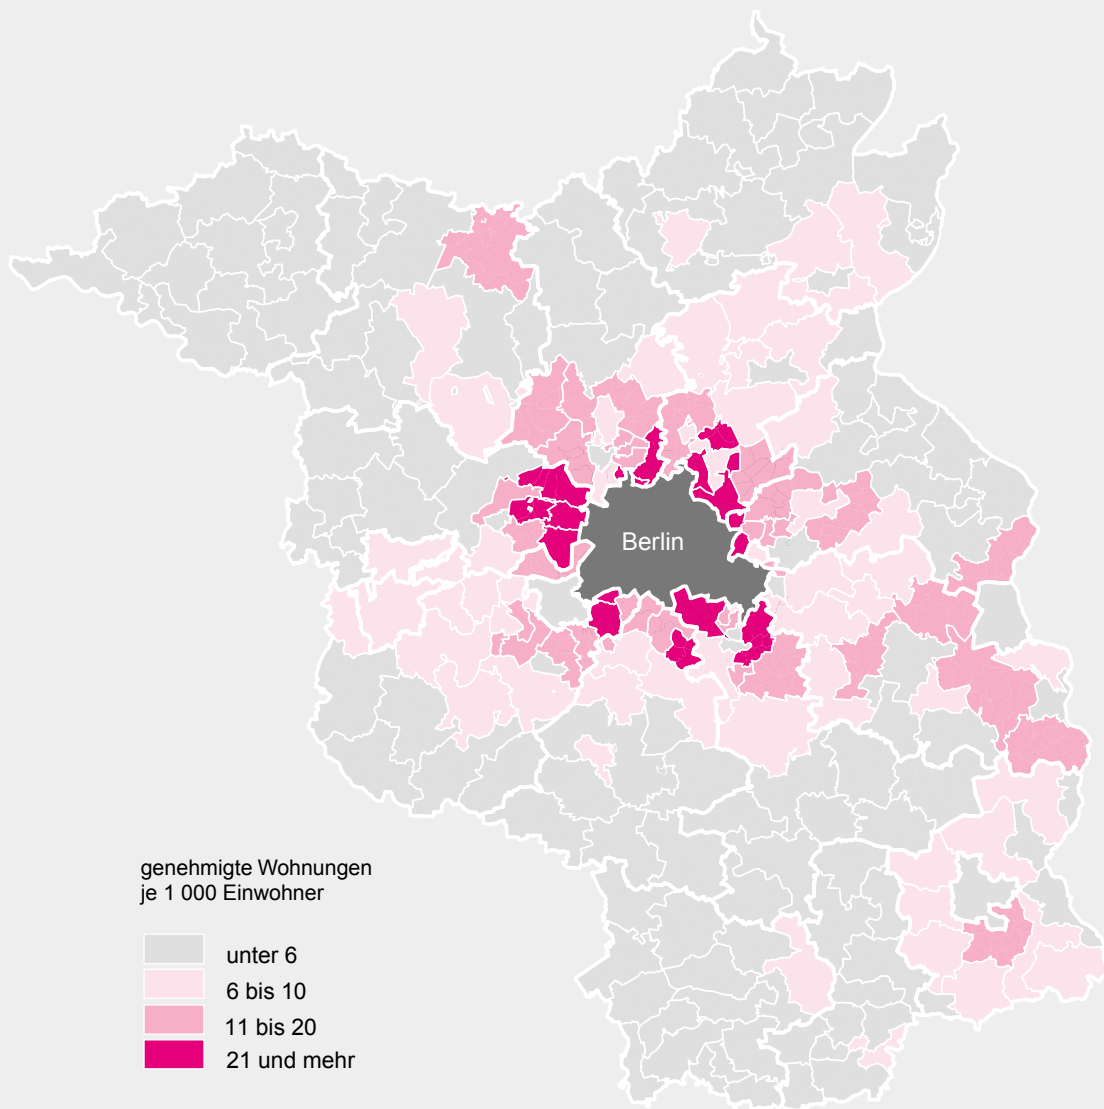 Berlin
genehmigte Wohnungen
je 1 000 Einwohner
unter 6
6 bis 10
11 bis 20
21 und mehr